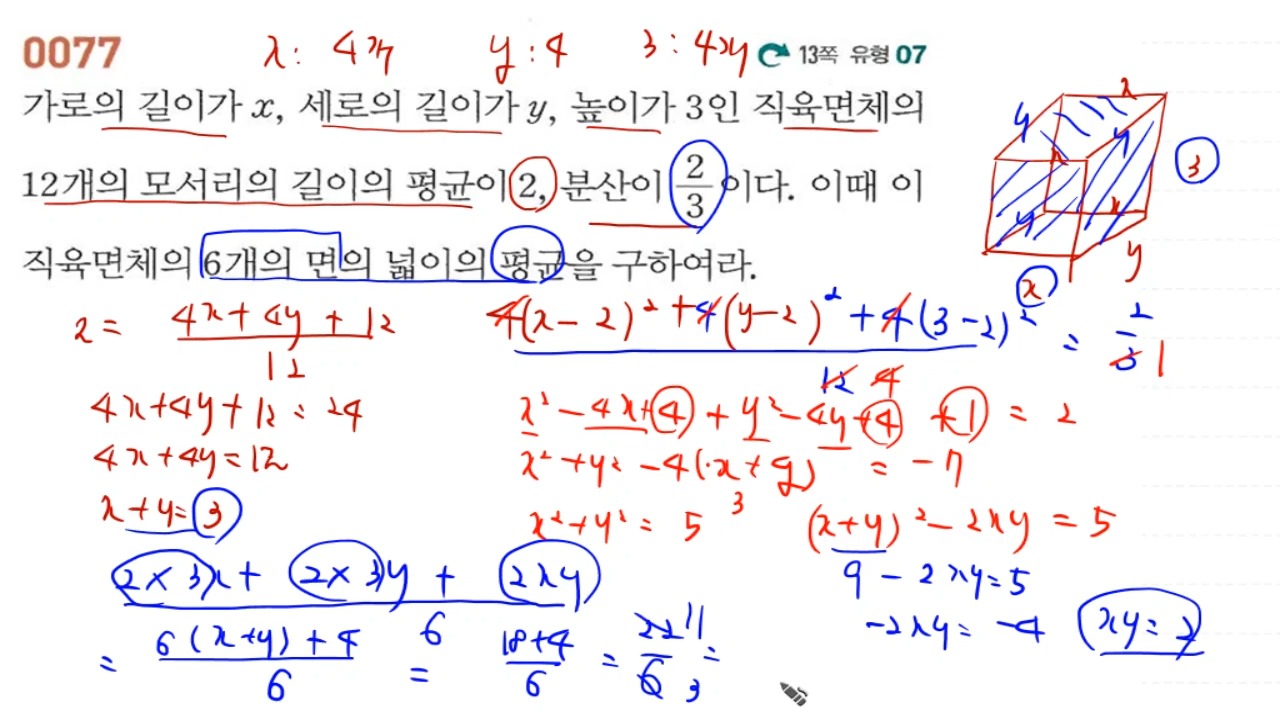 0077
x : 4개 y : 4 3 : 4개
13쪽 유형 07
가로의 길이가 x, 세로의 길이가 y, 높이가 3인 직육면체의
12개의 모서리의 길이의 평균이 2, 분산이 2/3이다. 이때 이
직육면체의 6개의 면의 넓이의 평균을 구하여라.
x
y
y
x
3
y
x
y
x
2 = (4x + 4y + 12)/12
4x + 4y + 12 = 24
4x + 4y = 12
x + y = 3
(4(x - 2)² + 4(y - 2)² + 4(3 - 2)²)/12 4 = 2/3 1
x² - 4x + 4 + y² - 4y + 4 + 1 = 2
x² + y² - 4(x + y) = -7
3
x² + y² = 5
(x + y)² - 2xy = 5
9 - 2xy = 5
-2xy = -4
xy = 2
(2×3x + 2×3y + 2xy)/6
= (6(x + y) + 4)/6 = (18 + 4)/6 = 22/6 11/3 =